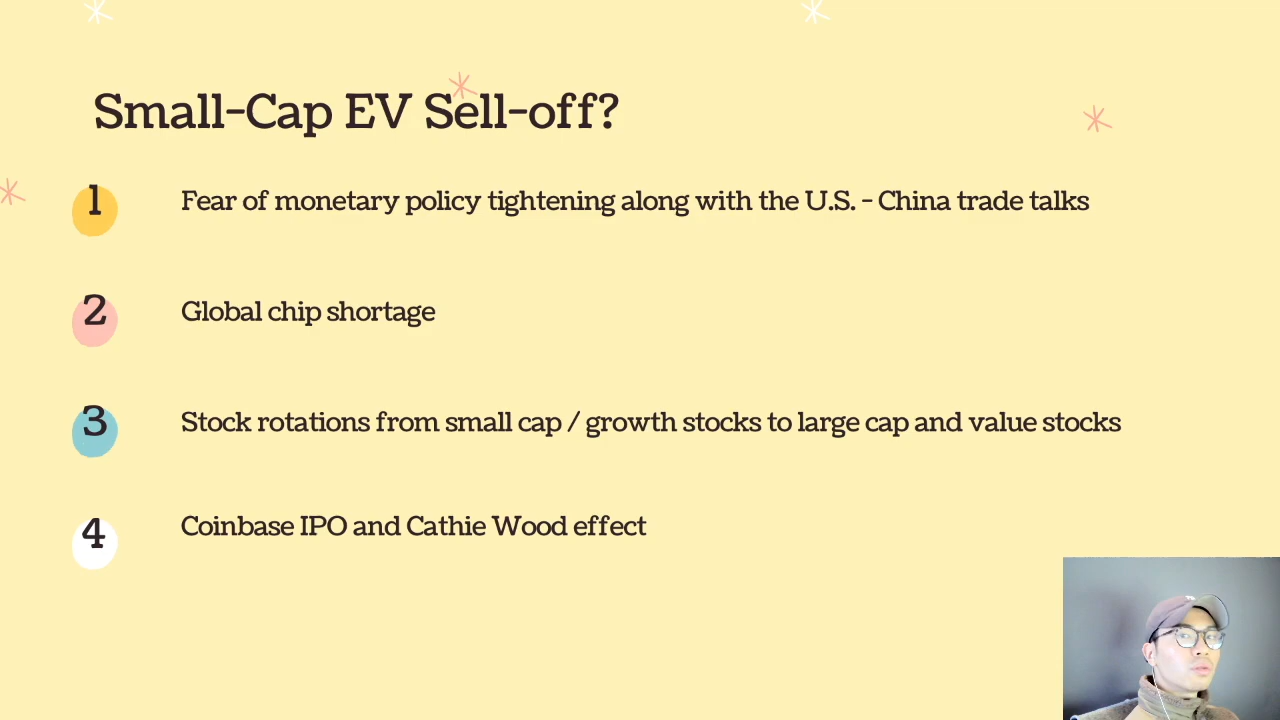 Small-Cap EV Sell-off?
1
Fear of monetary policy tightening along with the U.S. - China trade talks
2
Global chip shortage
3
Stock rotations from small cap / growth stocks to large cap and value stocks
4
Coinbase IPO and Cathie Wood effect